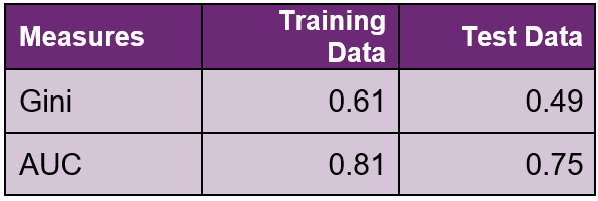 Measures Training Data Test Data
Gini 0.61 0.49
AUC 0.81 0.75